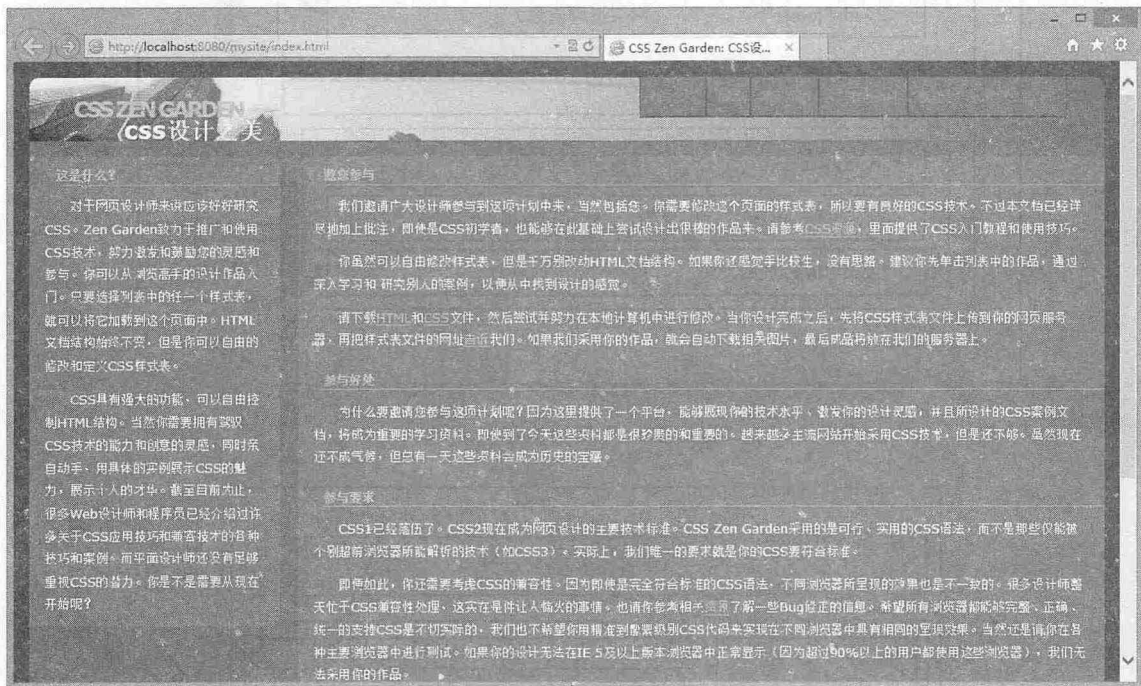 http://localhost:8080/mysite/index.html
CSS Zen Garden: CSS设...
CSS ZEN GARDEN
CSS设计之美
这是什么?
对于网页设计师来说应该好好研究
CSS。Zen Garden致力于推广和使用
CSS技术,努力激发和鼓励您的灵感和
参与。你可以从 浏览高手的设计作品入
门。只要选择列表中的任一个样式表,
就可以将它加载到这个页面中。HTML
文档结构始终不变,但是你可以自由的
修改和定义CSS样式表。
CSS具有强大的功能,可以自由控
制HTML结构。当然你需要拥有驾驭
CSS技术的能力和创意的灵感,同时亲
自动手,用具体的实例展示CSS的魅
力,展示个人的才华。截至目前为止,
很多Web设计师和程序员已经介绍过许
多关于CSS应用技巧和兼容技术的各种
技巧和案例。而平面设计师还没有足够
重视CSS的潜力。你是不是需要从现在
开始呢?
邀您参与
我们邀请广大设计师参与到这项计划中来,当然包括您。你需要修改这个页面的样式表,所以要有良好的CSS技术。不过本文档已经详
尽地加上批注,即使是CSS初学者,也能够在此基础上尝试设计出很棒的作品来。请参考CSS资源,里面提供了CSS入门教程和使用技巧。
你虽然可以自由修改样式表,但是千万别改动HTML文档结构。如果你还感觉手比较生,没有思路。建议你先单击列表中的作品,通过
深入学习和 研究别人的案例,以便从中找到设计的感觉。
请下载HTML和CSS文件,然后尝试并努力在本地计算机中进行修改。当你设计完成之后,先将CSS样式表文件上传到你的网页服务
器,再把样式表文件的网址告诉我们。如果我们采用你的作品,就会自动下载相关图片,最后成品将放在我们的服务器上。
参与好处
为什么要邀请您参与这项计划呢?因为这里提供了一个平台,能够展现你的技术水平、激发你的设计灵感,并且所设计的CSS案例文
档,将成为重要的学习资料。即使到了今天这些资料都是很珍贵的和重要的。越来越多主流网站开始采用CSS技术,但是还不够。虽然现在
还不成气候,但总有一天这些资料会成为历史的宝藏。
参与要求
CSS1已经落伍了。CSS2现在成为网页设计的主要技术标准。CSS Zen Garden采用的是可行、实用的CSS语法,而不是那些仅能被
个别超前浏览器所能解析的技术(如CSS3)。实际上,我们唯一的要求就是你的CSS要符合标准。
即便如此,你还需要考虑CSS的兼容性。因为即使是完全符合标准的CSS语法,不同浏览器所呈现的效果也是不一致的。很多设计师整
天忙于CSS兼容性处理,这实在是件让人恼火的事情。也请你参考相关资源了解一些Bug修正的信息。希望所有浏览器都能够完整、正确、
统一的支持CSS是不切实际的,我们也不希望你用精准到像素级别CSS代码来实现在不同浏览器中具有相同的呈现效果。当然还是请你在各
种主要浏览器中进行测试。如果你的设计无法在IE 5及以上版本浏览器中正常显示(因为超过90%以上的用户都使用这些浏览器),我们无
法采用你的作品。